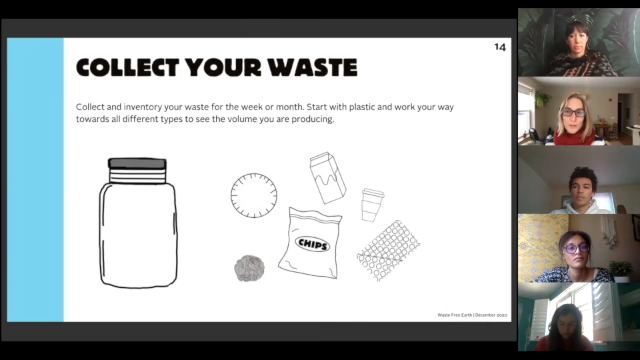 14
COLLECT YOUR WASTE
Collect and inventory your waste for the week or month. Start with plastic and work your way
towards all different types to see the volume you are producing.
CHIPS
Waste Free Earth | December 2022